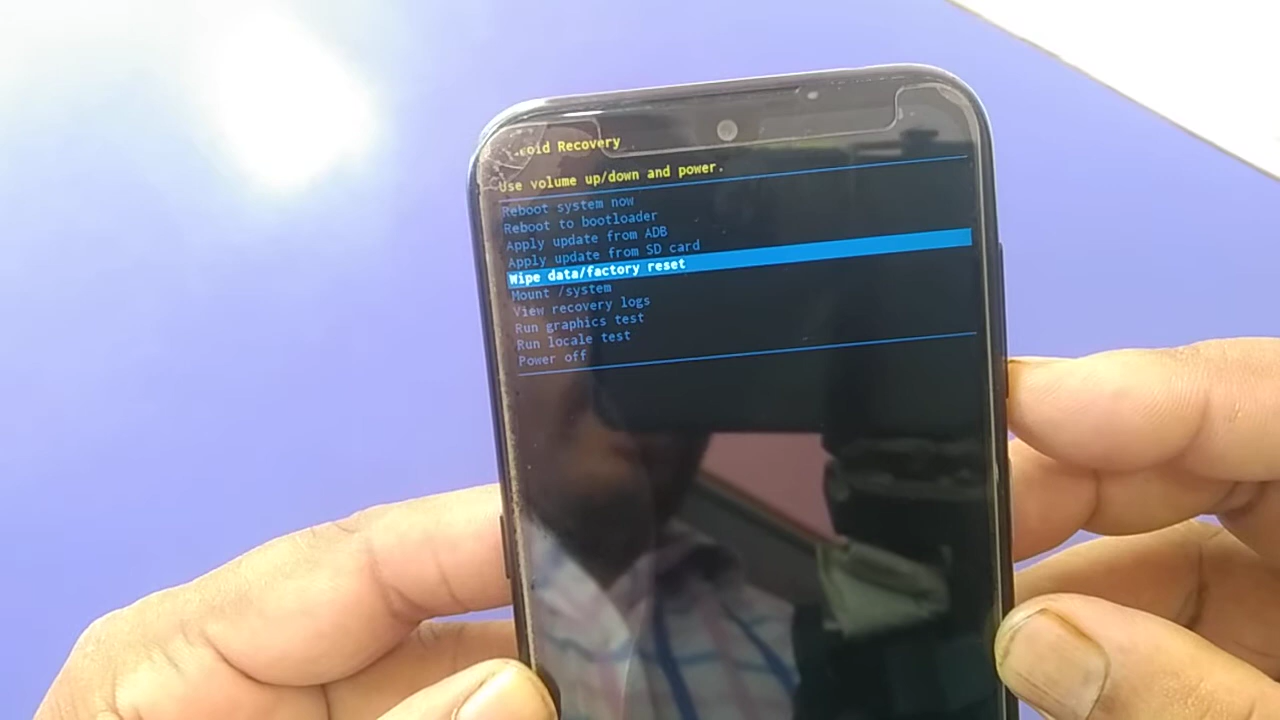 Recovery
Use volume up/down and power.
Reboot system now
Reboot to bootloader
Apply update from ADB
Apply update from SD card
Wipe data/factory reset
Mount /system
View recovery logs
Run graphics test
Run locale test
Power off